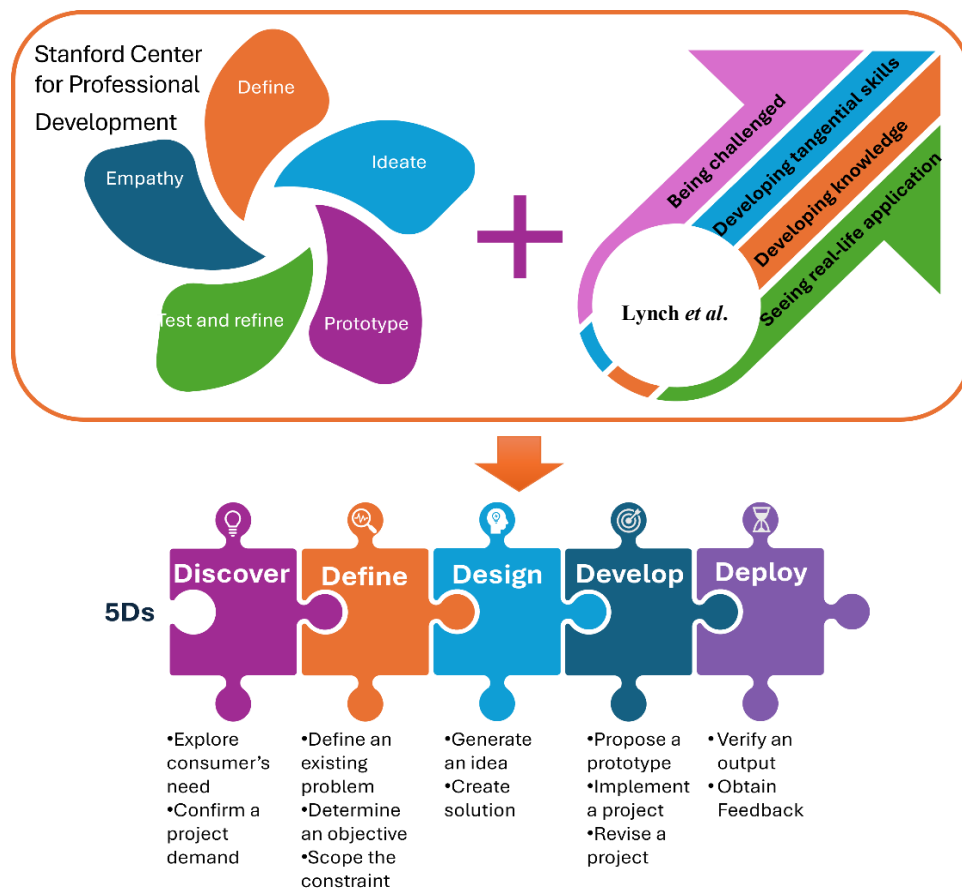 Stanford Center
for Professional
Development
Define
Ideate
Empathy
Test and refine
Prototype
Being challenged
Developing tangential skills
Developing knowledge
Seeing real-life application
Lynch et al.
5Ds
Discover
Define
Design
Develop
Deploy
•Explore
consumer's
need
•Confirm a
project
demand
•Define an
existing
problem
•Determine
an objective
•Scope the
constraint
•Generate
an idea
•Create
solution
•Propose a
prototype
•Implement
a project
•Revise a
project
•Verify an
output
•Obtain
Feedback